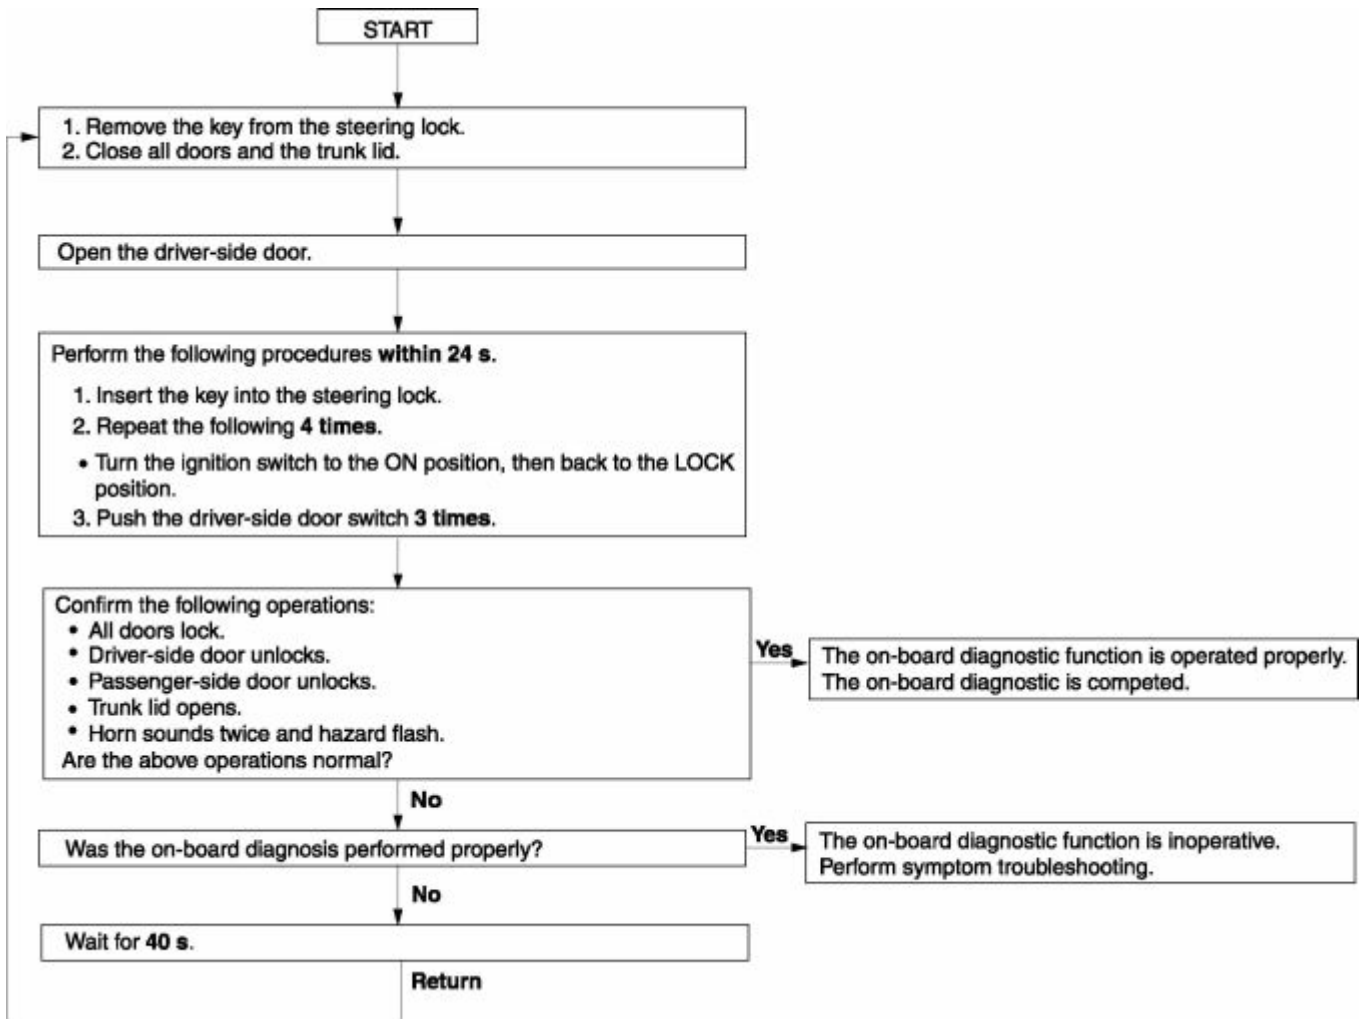 START
1. Remove the key from the steering lock.
2. Close all doors and the trunk lid.
Open the driver-side door.
Perform the following procedures within 24 s.
1. Insert the key into the steering lock.
2. Repeat the following 4 times.
• Turn the ignition switch to the ON position, then back to the LOCK
position.
3. Push the driver-side door switch 3 times.
Confirm the following operations:
• All doors lock.
• Driver-side door unlocks.
• Passenger-side door unlocks.
• Trunk lid opens.
• Horn sounds twice and hazard flash.
Are the above operations normal?
Yes
The on-board diagnostic function is operated properly.
The on-board diagnostic is competed.
No
Was the on-board diagnosis performed properly?
Yes
The on-board diagnostic function is inoperative.
Perform symptom troubleshooting.
No
Wait for 40 s.
Return